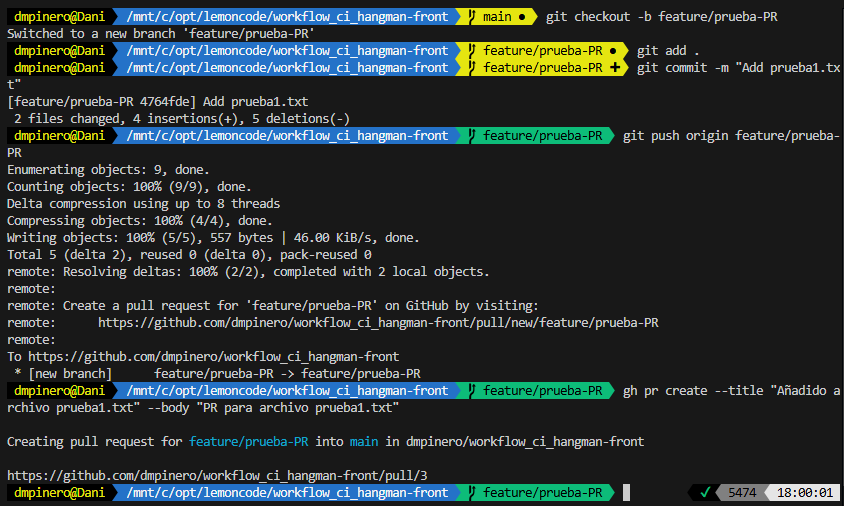 dmpinero@Dani /mnt/c/opt/lemoncode/workflow_ci_hangman-front main ● git checkout -b feature/prueba-PR
Switched to a new branch 'feature/prueba-PR'
dmpinero@Dani /mnt/c/opt/lemoncode/workflow_ci_hangman-front feature/prueba-PR ● git add .
dmpinero@Dani /mnt/c/opt/lemoncode/workflow_ci_hangman-front feature/prueba-PR ✚ git commit -m "Add prueba1.tx
t"
[feature/prueba-PR 4764fde] Add prueba1.txt
 2 files changed, 4 insertions(+), 5 deletions(-)
dmpinero@Dani /mnt/c/opt/lemoncode/workflow_ci_hangman-front feature/prueba-PR git push origin feature/prueba-
PR
Enumerating objects: 9, done.
Counting objects: 100% (9/9), done.
Delta compression using up to 8 threads
Compressing objects: 100% (4/4), done.
Writing objects: 100% (5/5), 557 bytes | 46.00 KiB/s, done.
Total 5 (delta 2), reused 0 (delta 0), pack-reused 0
remote: Resolving deltas: 100% (2/2), completed with 2 local objects.
remote:
remote: Create a pull request for 'feature/prueba-PR' on GitHub by visiting:
remote:      https://github.com/dmpinero/workflow_ci_hangman-front/pull/new/feature/prueba-PR
remote:
To https://github.com/dmpinero/workflow_ci_hangman-front
 * [new branch]      feature/prueba-PR -> feature/prueba-PR
dmpinero@Dani /mnt/c/opt/lemoncode/workflow_ci_hangman-front feature/prueba-PR gh pr create --title "Añadido a
rchivo prueba1.txt" --body "PR para archivo prueba1.txt"
Creating pull request for feature/prueba-PR into main in dmpinero/workflow_ci_hangman-front
https://github.com/dmpinero/workflow_ci_hangman-front/pull/3
dmpinero@Dani /mnt/c/opt/lemoncode/workflow_ci_hangman-front feature/prueba-PR ✓ 5474 18:00:01